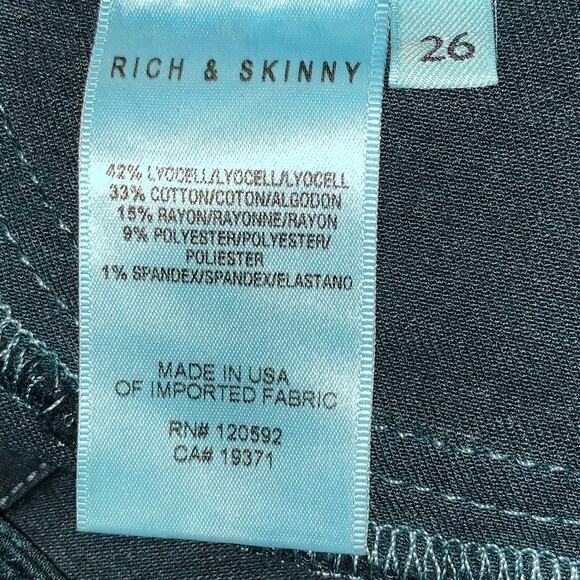 RICH & SKINNY
26
42% LYOCELL/LYOCELL/LYOCELL
33% COTTON/COTON/ALGODON
15% RAYON/RAYONNE/RAYON
9% POLYESTER/POLYESTER/
POLIESTER
1% SPANDEX/SPANDEX/ELASTANO
MADE IN USA
OF IMPORTED FABRIC
RN# 120592
CA# 19371